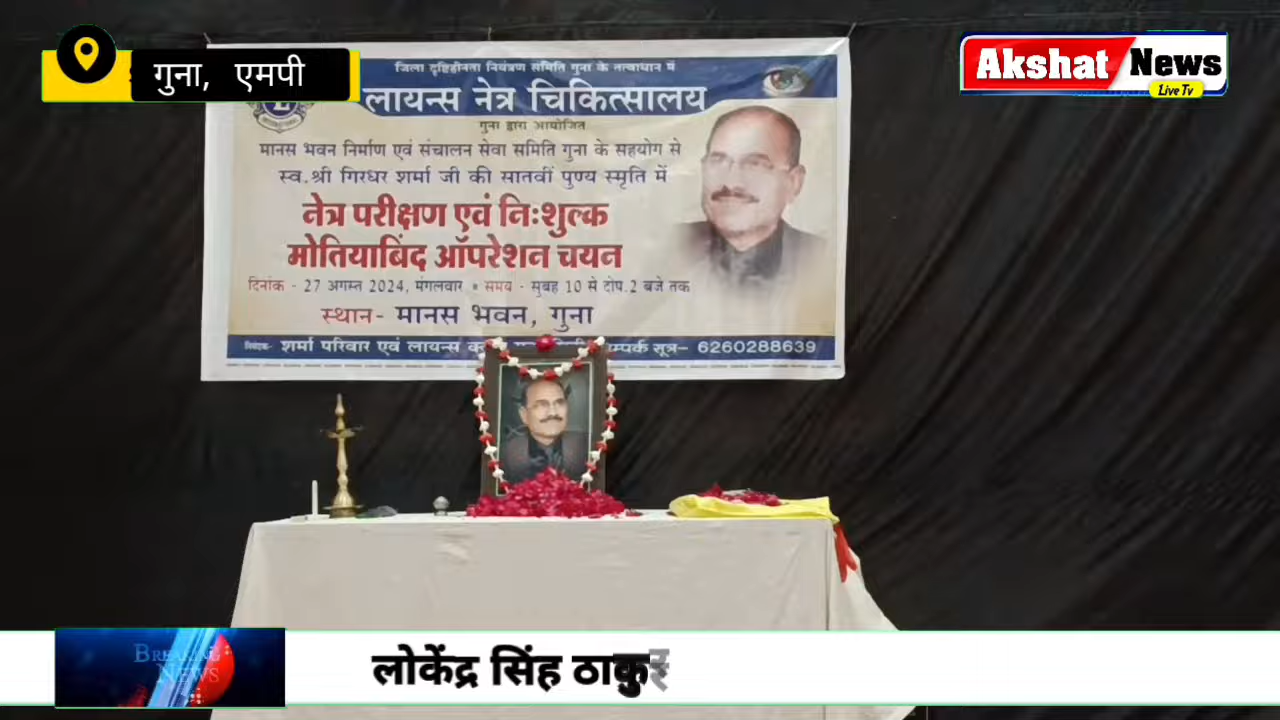 गुना, एमपी
Akshat News
Live Tv
जिला दृष्टिहीनता नियंत्रण समिति गुना के तत्वाधान में
लायन्स नेत्र चिकित्सालय
गुना द्वारा आयोजित
मानस भवन निर्माण एवं संचालन सेवा समिति गुना के सहयोग से
स्व.श्री गिरधर शर्मा जी की सातवीं पुण्य स्मृति में
नेत्र परीक्षण एवं निःशुल्क
मोतियाबिंद ऑपरेशन चयन
दिनांक - 27 अगस्त 2024, मंगलवार • समय - सुबह 10 से दोप.2 बजे तक
स्थान- मानस भवन, गुना
निवेदक- शर्मा परिवार एवं लायन्स सूत्र- 6260288639
BREAKING
NEWS
लोकेंद्र सिंह ठाकुर